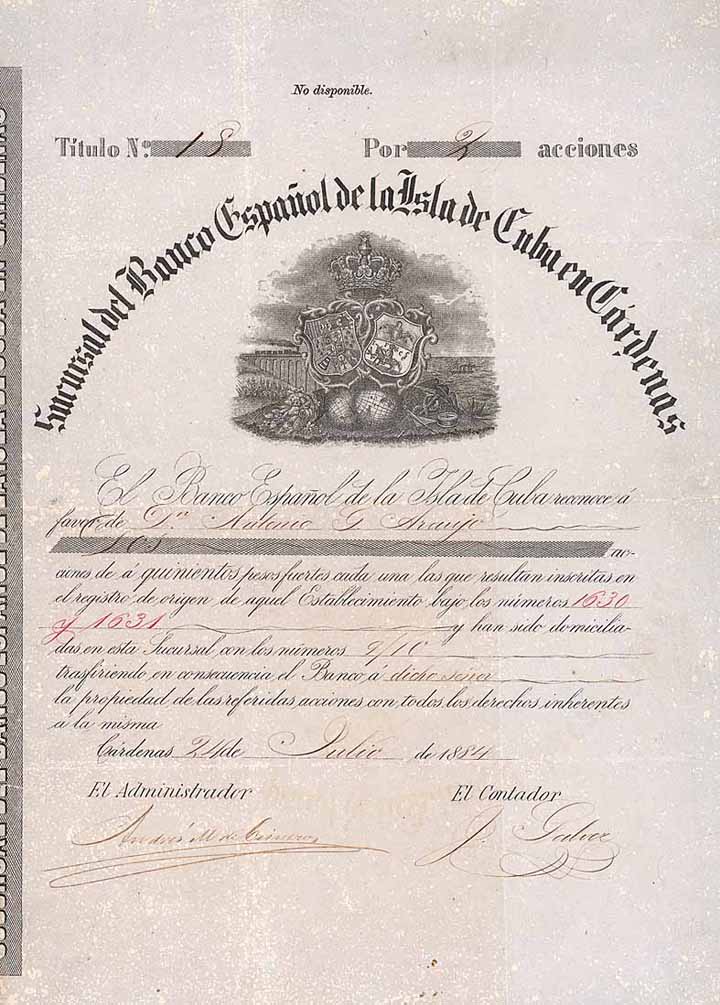 No disponible.
Título Nº 18 Por 2 acciones
Sucursal del Banco Español de la Isla de Cuba en Cárdenas
El Banco Español de la Isla de Cuba reconoce á
favor de Dn Antonio G Araujo
dos ac-
ciones de á quinientos pesos fuertes cada una las que resultan inscritas en
el registro de origen de aquel Establecimiento bajo los números 1630
y 1631 y han sido domicilia-
das en esta Sucursal con los números 9/10
trasfiriendo en consecuencia el Banco á dicho señor
la propiedad de las referidas acciones con todos los derechos inherentes
á la misma
Cárdenas 24 de Julio de 1884
El Administrador El Contador
Andrés M. de Cisneros J. Galvez